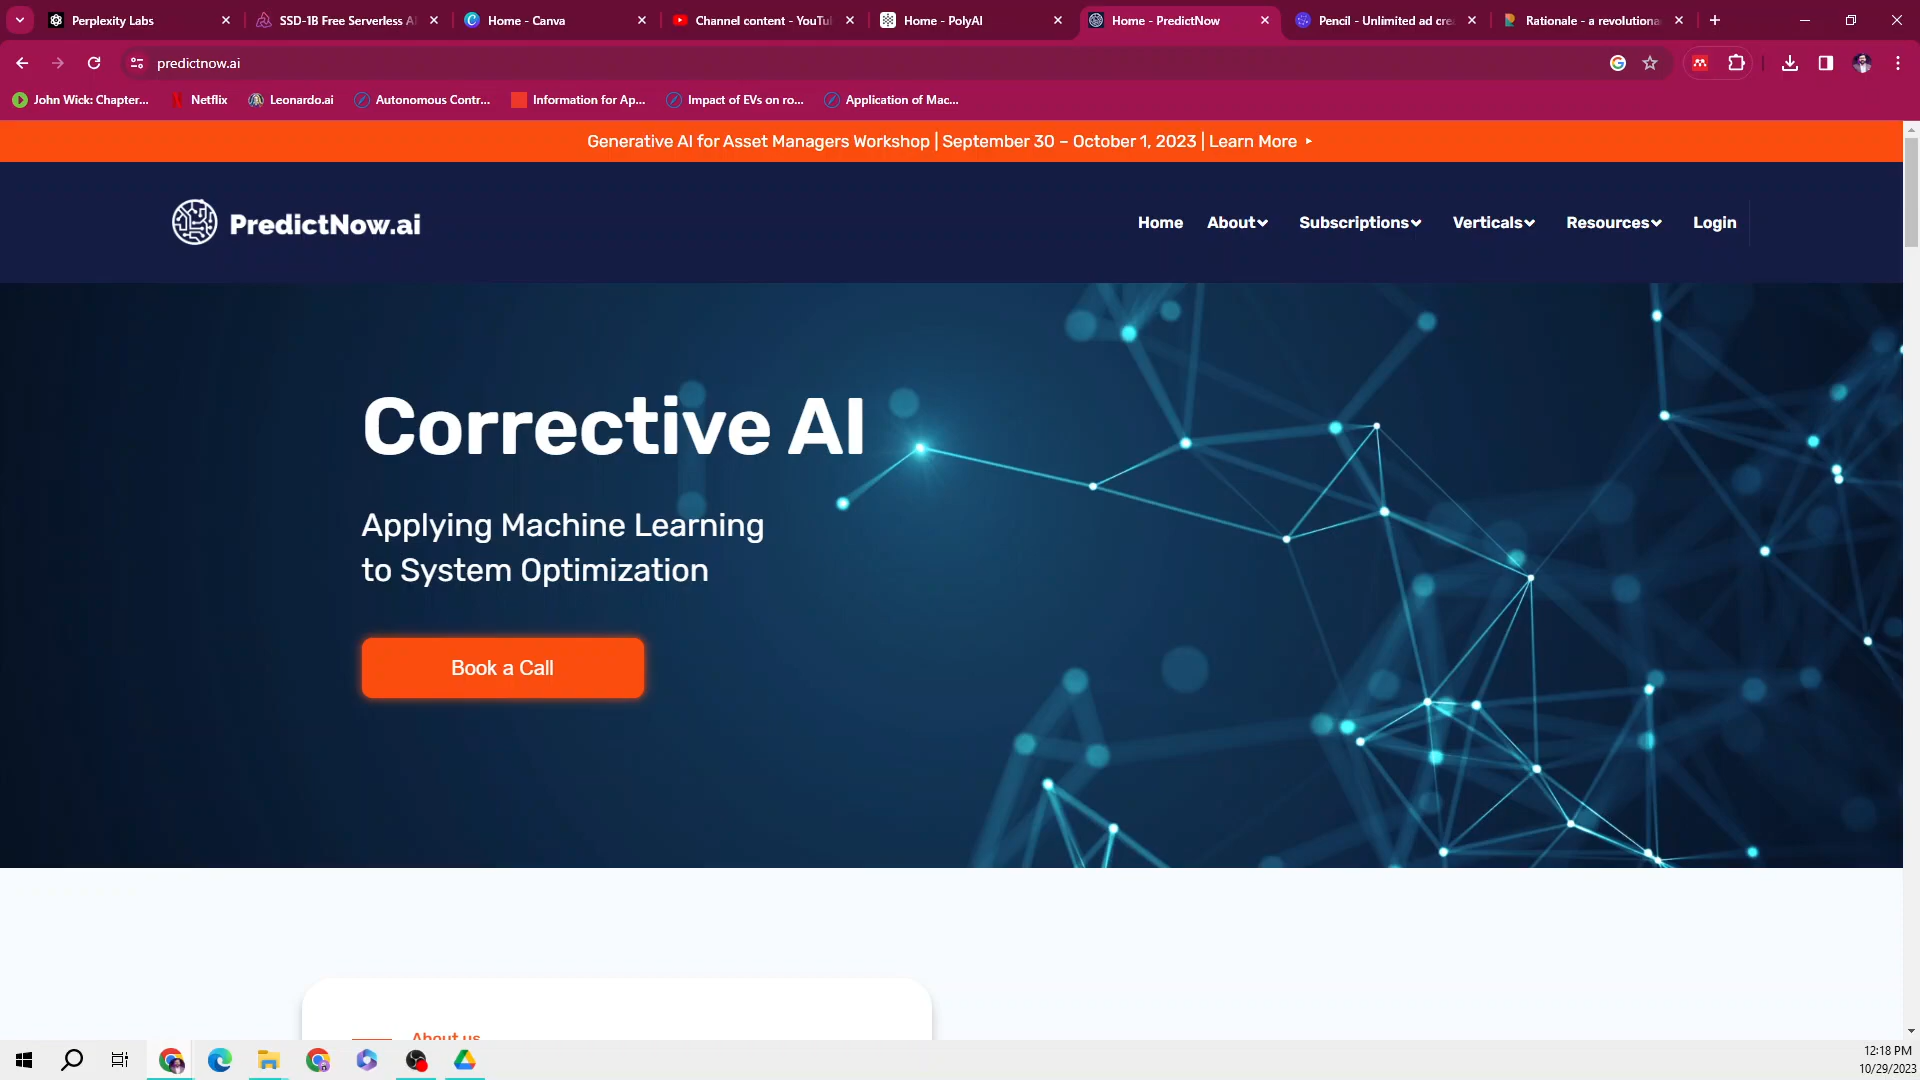 Perplexity Labs
SSD-1B Free Serverless A
Home - Canva
Channel content - YouTu
Home - PolyAI
Home - PredictNow
Pencil - Unlimited ad cre
Rationale - a revolutiona
predictnow.ai
John Wick: Chapter...
Netflix
Leonardo.ai
Autonomous Contr...
Information for Ap...
Impact of EVs on ro...
Application of Mac...
Generative AI for Asset Managers Workshop | September 30 – October 1, 2023 | Learn More
PredictNow.ai
Home
About
Subscriptions
Verticals
Resources
Login
Corrective AI
Applying Machine Learning
to System Optimization
Book a Call
About us
12:18 PM
10/29/2023